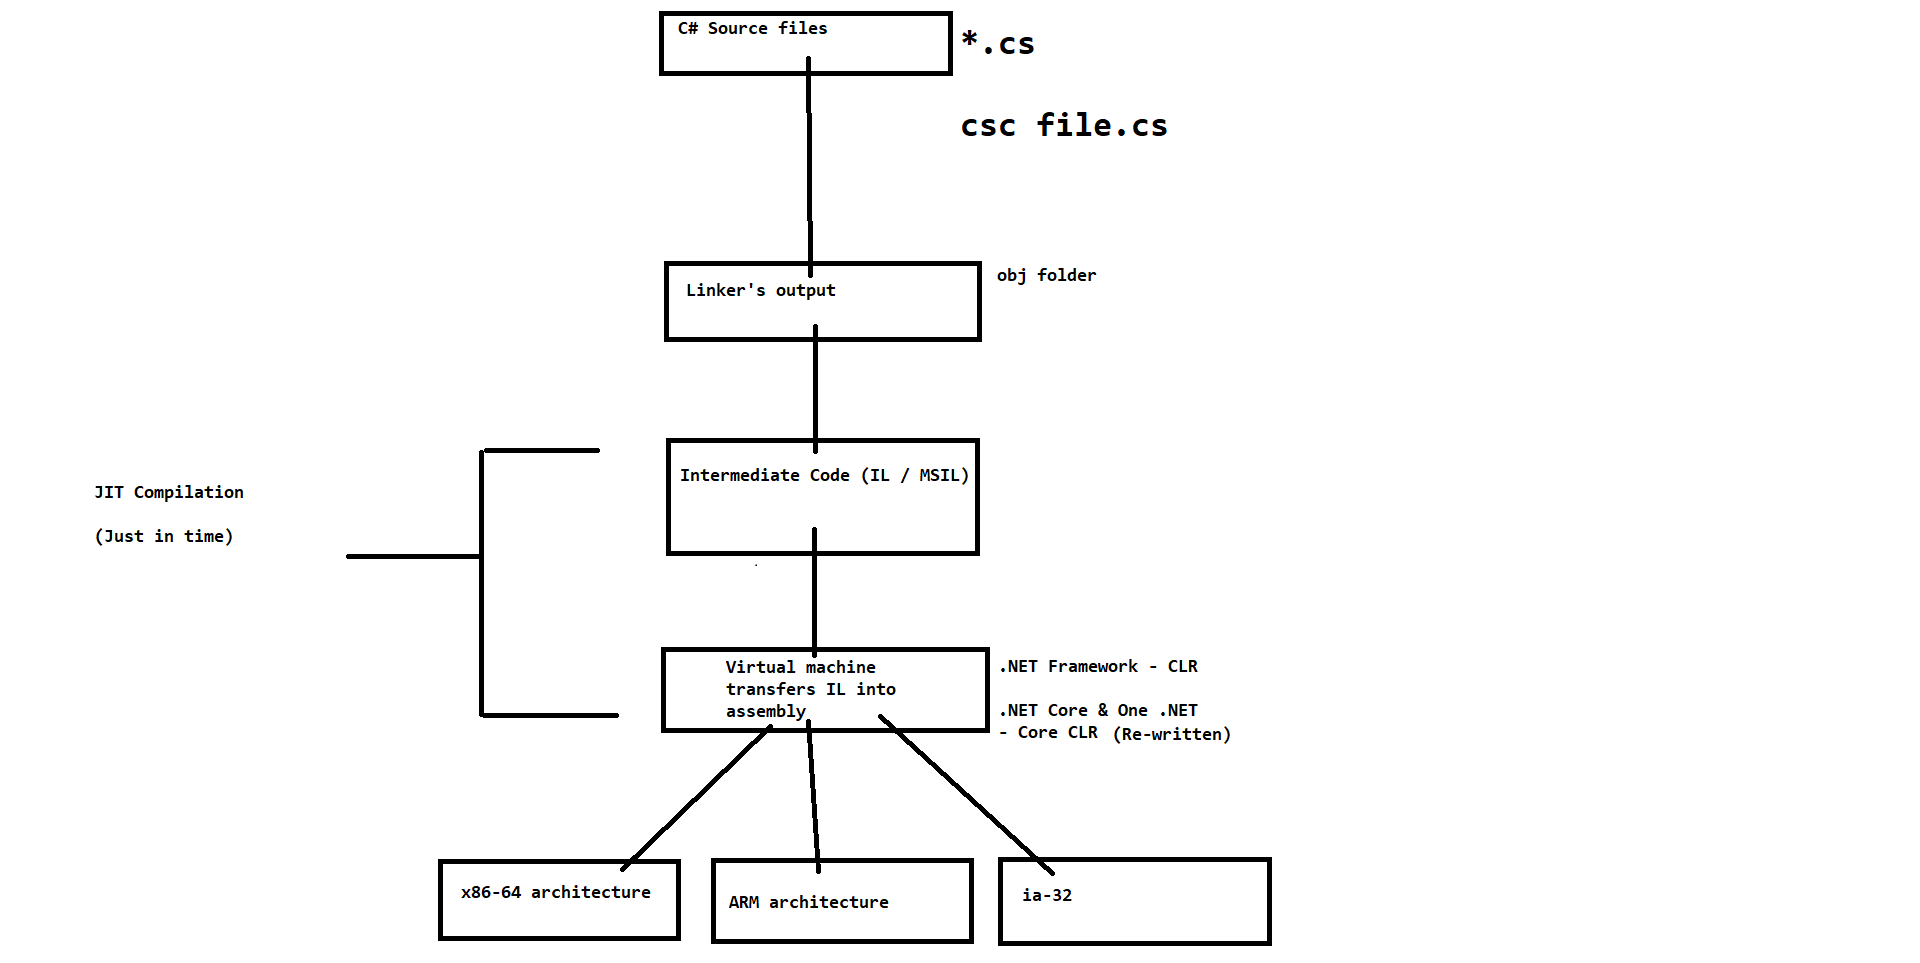 C# Source files
*.cs
csc file.cs
Linker's output
obj folder
Intermediate Code (IL / MSIL)
JIT Compilation
(Just in time)
Virtual machine
transfers IL into
assembly
.NET Framework - CLR
.NET Core & One .NET
- Core CLR (Re-written)
x86-64 architecture
ARM architecture
ia-32